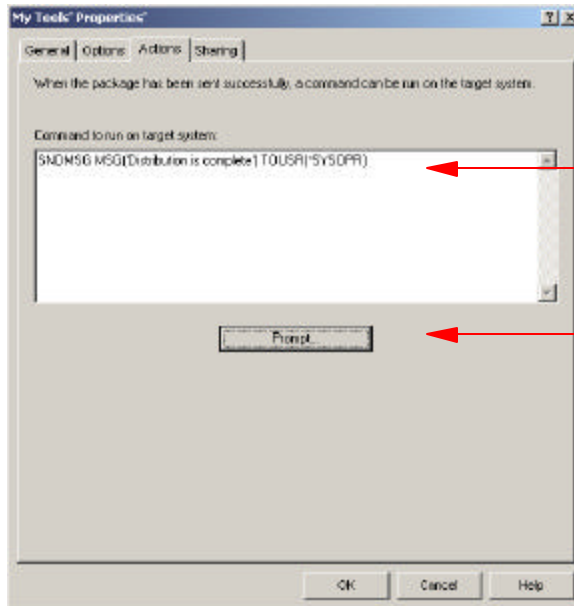 My Tools' Properties'
General Options Actions Sharing
When the package has been sent successfully, a command can be run on the target system.
Command to run on target system:
SNDMSG MSG('Distribution is complete') TOUSR(*SYSOPR)
Prompt...
OK Cancel Help